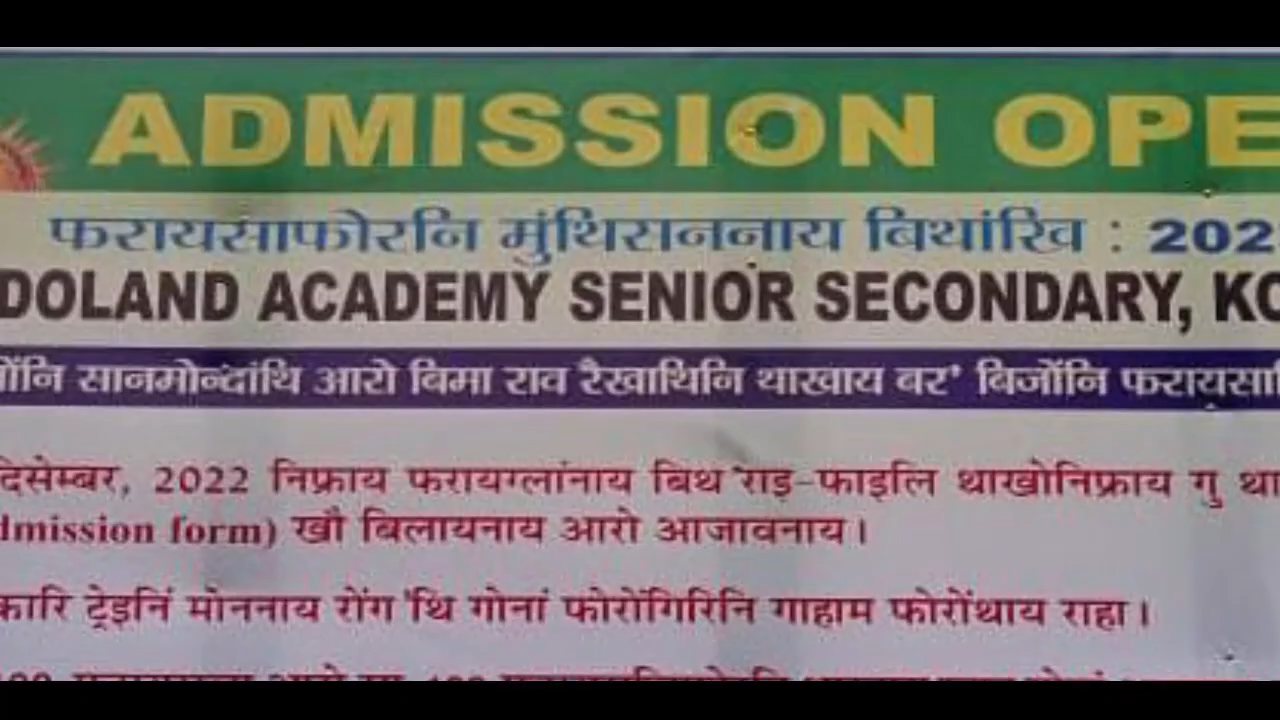 ADMISSION OPE
फरायसाफोरनि मुंथिराननाय बिथांखि : 202
DOLAND ACADEMY SENIOR SECONDARY, KO
सानमोन्दांथि आरो बिमा राव रैखाथिनि थाखाय बर' बिजोंनि फरायसा
दिसेम्बर, 2022 निफ्राय फरायग्लांनाय बिथ'राइ-फाइलि थाखोनिफ्राय गु था
dmission form) खौ बिलायनाय आरो आजावनाय।
कारि ट्रेइनिं मोननाय रोंग'थि गोनां फोरोंगिरिनि गाहाम फोरोंथाय राहा।